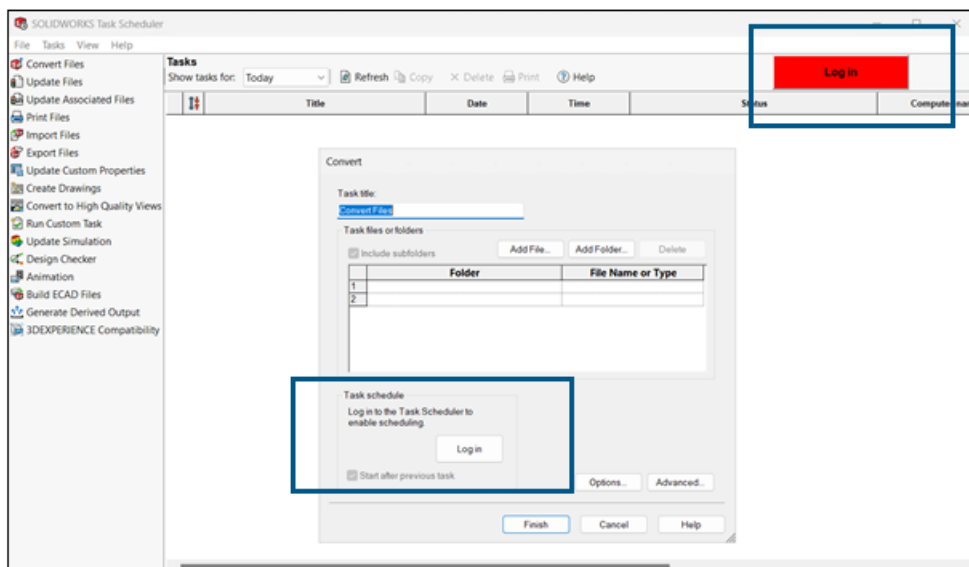 SOLIDWORKS Task Scheduler
File Tasks View Help
Convert Files
Update Files
Update Associated Files
Print Files
Import Files
Export Files
Update Custom Properties
Create Drawings
Convert to High Quality Views
Run Custom Task
Update Simulation
Design Checker
Animation
Build ECAD Files
Generate Derived Output
3DEXPERIENCE Compatibility
Tasks
Show tasks for: Today Refresh Copy Delete Print Help
Log in
Title Date Time Status
Convert
Task title:
Convert Files
Task files or folders
Include subfolders Add File... Add Folder... Delete
Folder File Name or Type
1
2
Task schedule
Log in to the Task Scheduler to
enable scheduling.
Log in
Start after previous task
Options... Advanced...
Finish Cancel Help